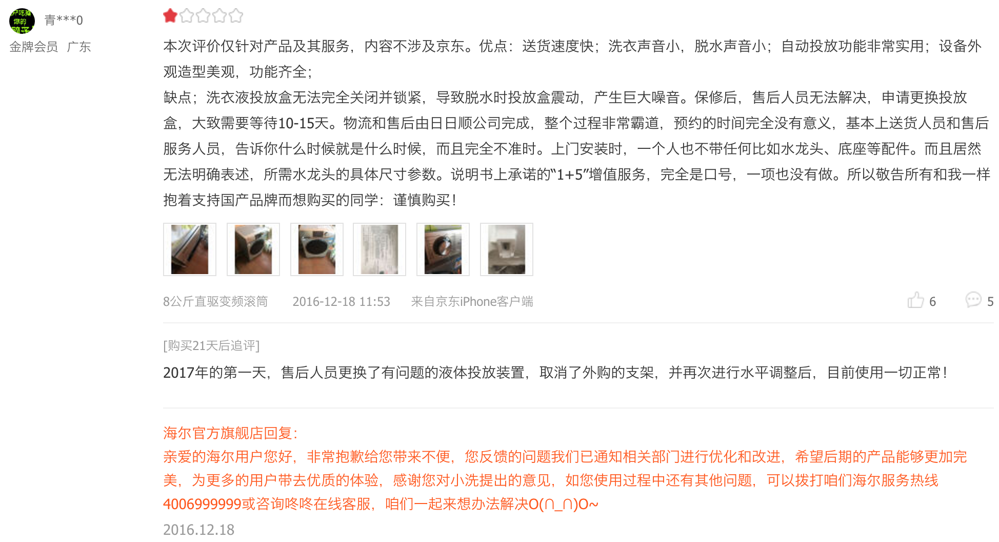 青***0
金牌会员 广东
本次评价仅针对产品及其服务，内容不涉及京东。优点：送货速度快；洗衣声音小，脱水声音小；自动投放功能非常实用；设备外
观造型美观，功能齐全；
缺点；洗衣液投放盒无法完全关闭并锁紧，导致脱水时投放盒震动，产生巨大噪音。保修后，售后人员无法解决，申请更换投放
盒，大致需要等待10-15天。物流和售后由日日顺公司完成，整个过程非常霸道，预约的时间完全没有意义，基本上送货人员和售后
服务人员，告诉你什么时候就是什么时候，而且完全不准时。上门安装时，一个人也不带任何比如水龙头、底座等配件。而且居然
无法明确表述，所需水龙头的具体尺寸参数。说明书上承诺的“1+5”增值服务，完全是口号，一项也没有做。所以敬告所有和我一样
抱着支持国产品牌而想购买的同学：谨慎购买！
8公斤直驱变频滚筒 2016-12-18 11:53 来自京东iPhone客户端 6 5
[购买21天后追评]
2017年的第一天，售后人员更换了有问题的液体投放装置，取消了外购的支架，并再次进行水平调整后，目前使用一切正常！
海尔官方旗舰店回复：
亲爱的海尔用户您好，非常抱歉给您带来不便，您反馈的问题我们已通知相关部门进行优化和改进，希望后期的产品能够更加完
美，为更多的用户带去优质的体验，感谢您对小洗提出的意见，如您使用过程中还有其他问题，可以拨打咱们海尔服务热线
4006999999或咨询咚咚在线客服，咱们一起来想办法解决O(∩_∩)O~
2016.12.18